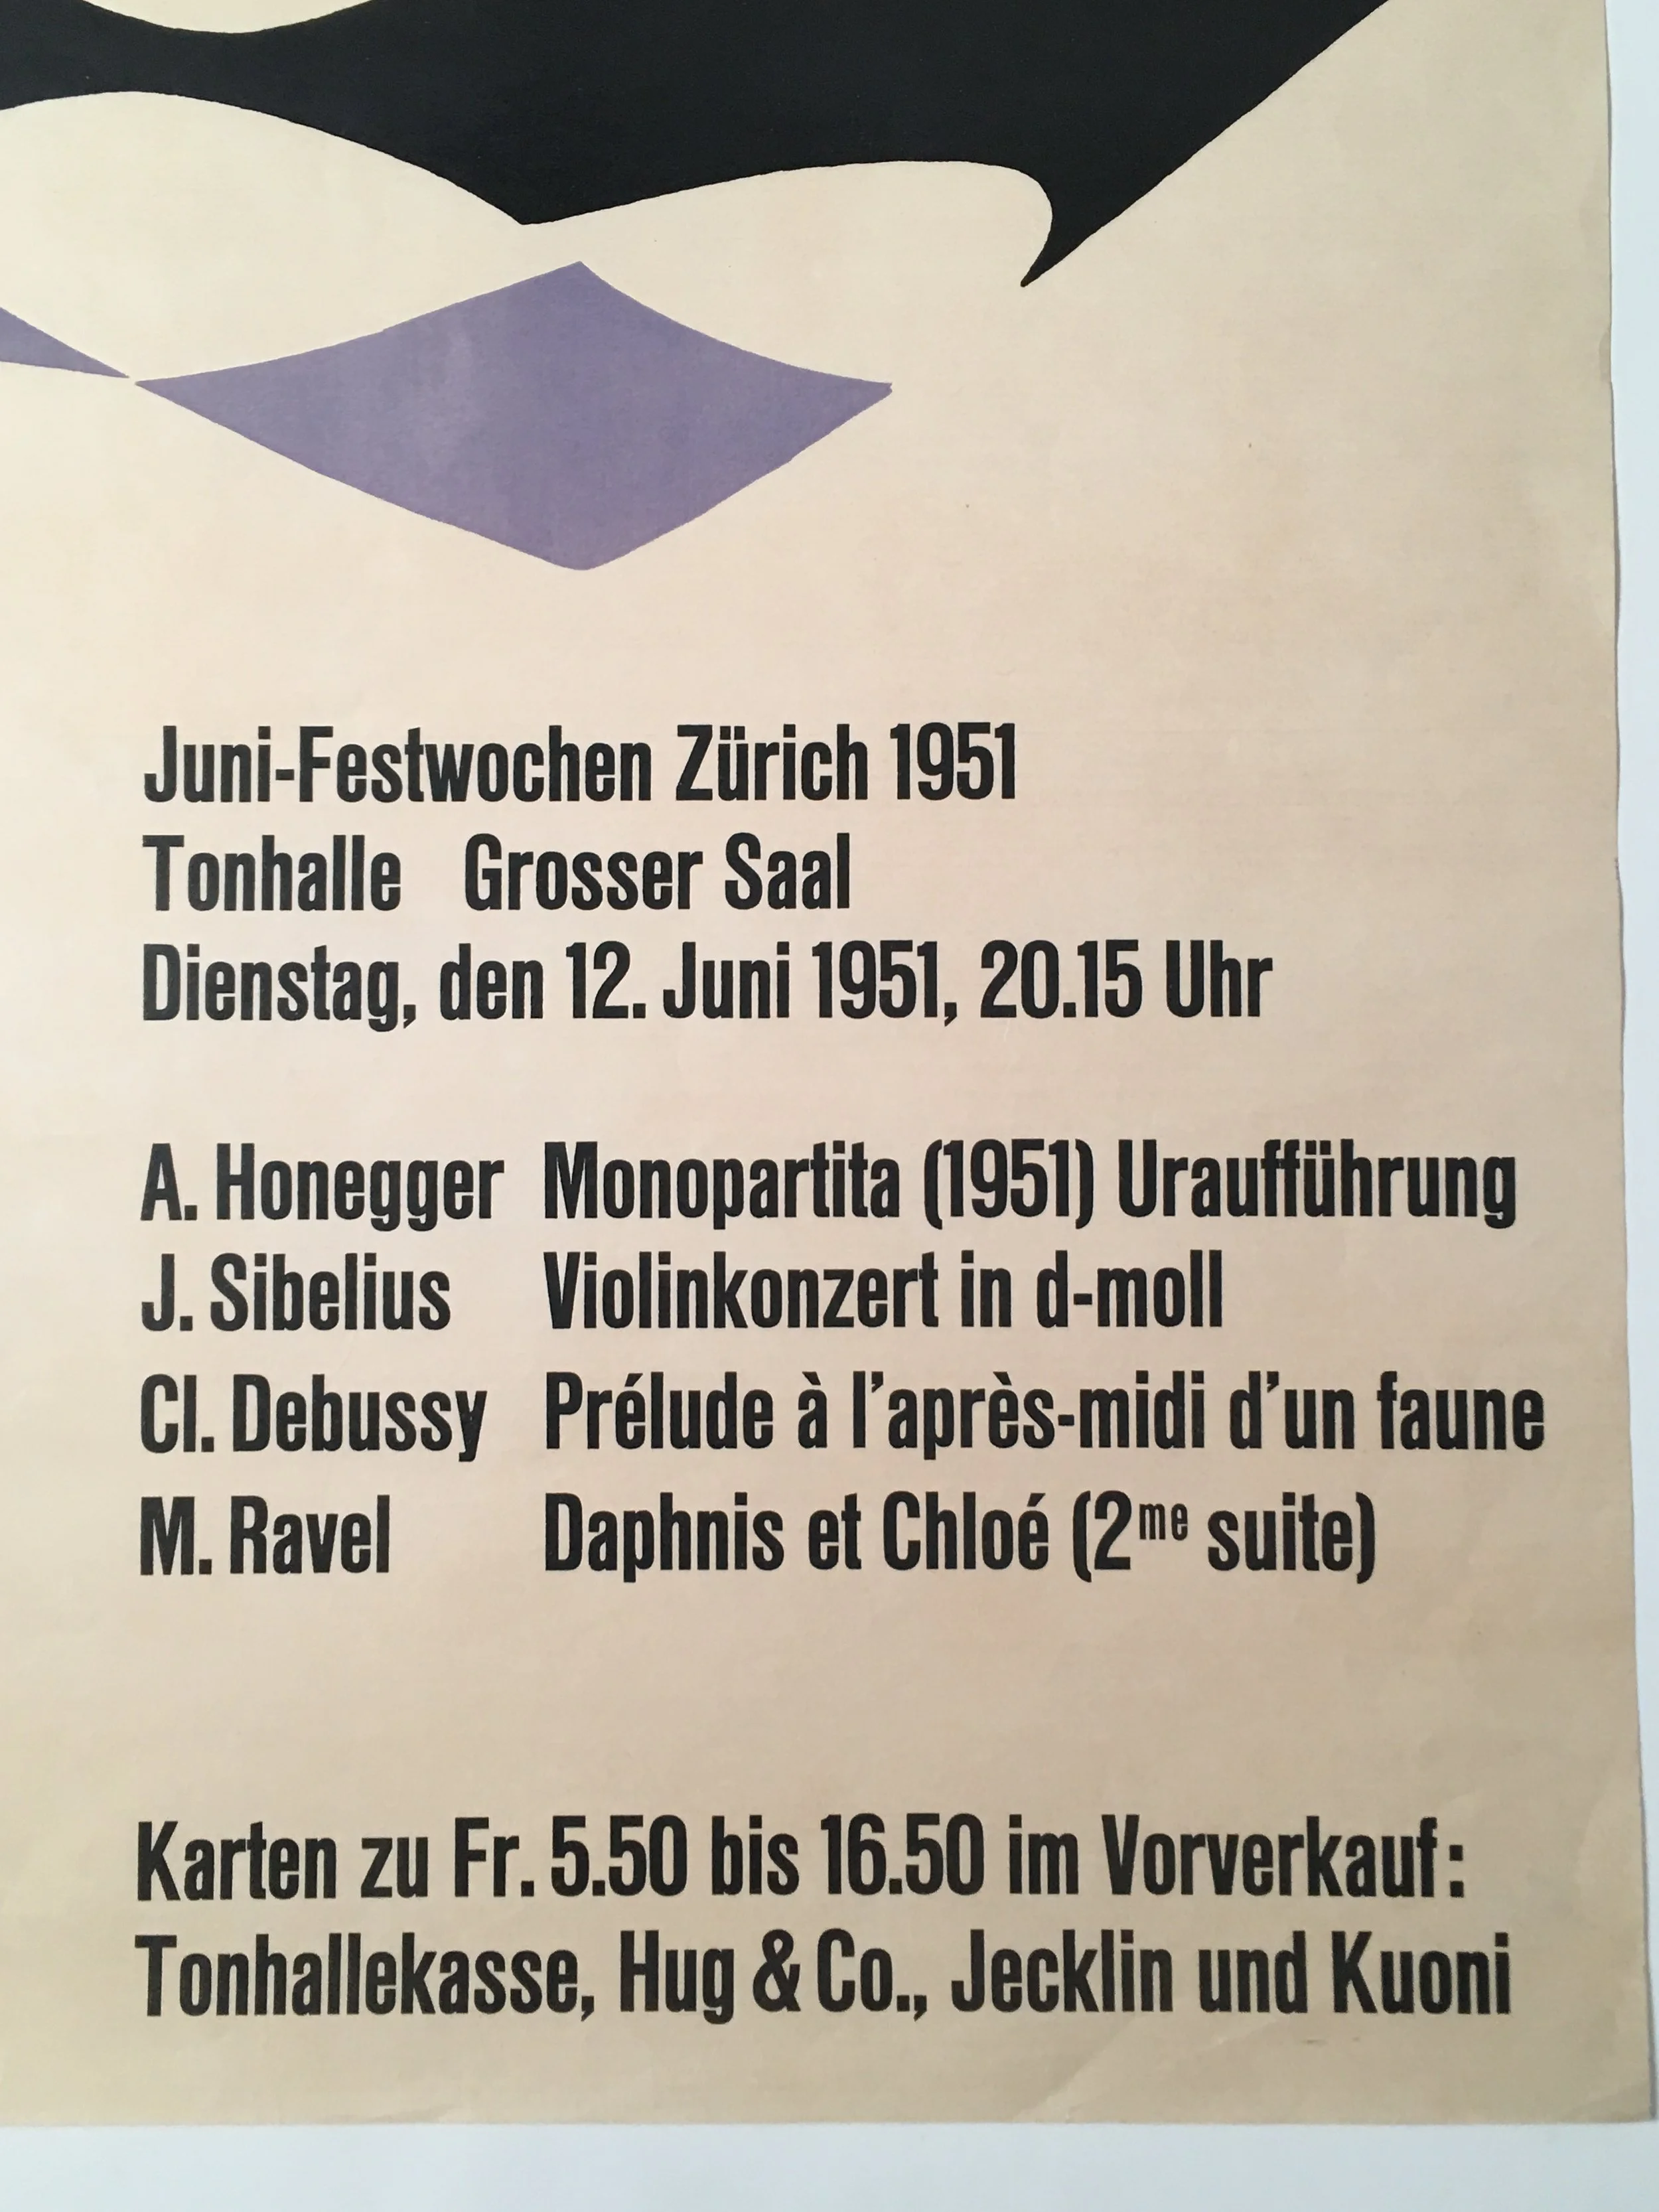 Juni-Festwochen Zürich 1951
Tonhalle Grosser Saal
Dienstag, den 12. Juni 1951, 20.15 Uhr
A. Honegger Monopartita (1951) Uraufführung
J. Sibelius Violinkonzert in d-moll
Cl. Debussy Prélude à l'après-midi d'un faune
M. Ravel Daphnis et Chloé (2me suite)
Karten zu Fr. 5.50 bis 16.50 im Vorverkauf:
Tonhallekasse, Hug & Co., Jecklin und Kuoni